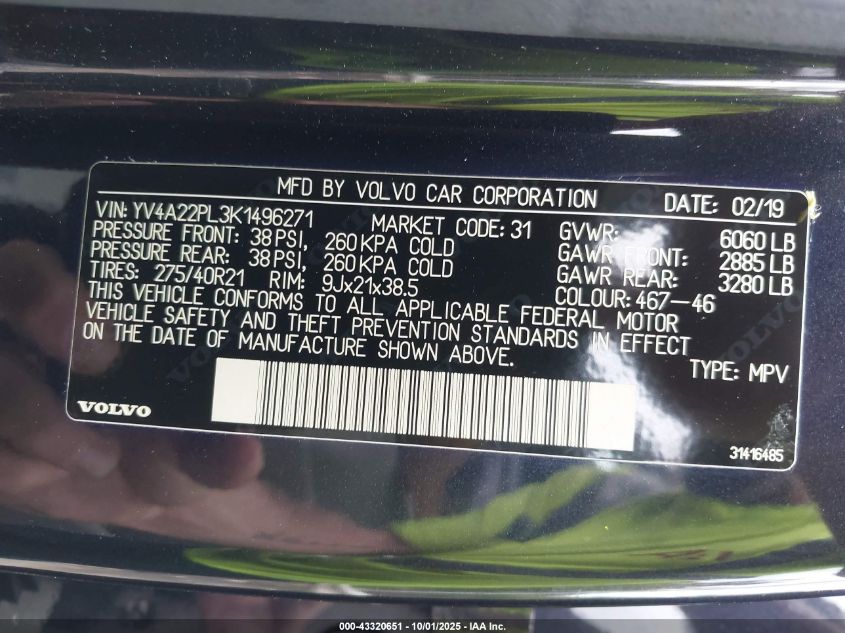 MFD BY VOLVO CAR CORPORATION DATE: 02/19
VIN: YV4A22PL3K1496271 MARKET CODE: 31 GVWR: 6060 LB
PRESSURE FRONT: 38 PSI, 260 KPA COLD GAWR FRONT: 2885 LB
PRESSURE REAR: 38 PSI, 260 KPA COLD GAWR REAR: 3280 LB
TIRES: 275/40R21 RIM: 9Jx21x38.5 COLOUR: 467-46
THIS VEHICLE CONFORMS TO ALL APPLICABLE FEDERAL MOTOR
VEHICLE SAFETY AND THEFT PREVENTION STANDARDS IN EFFECT
ON THE DATE OF MANUFACTURE SHOWN ABOVE.
TYPE: MPV
VOLVO
31416485
000-43320651 - 10/01/2025 - IAA Inc.